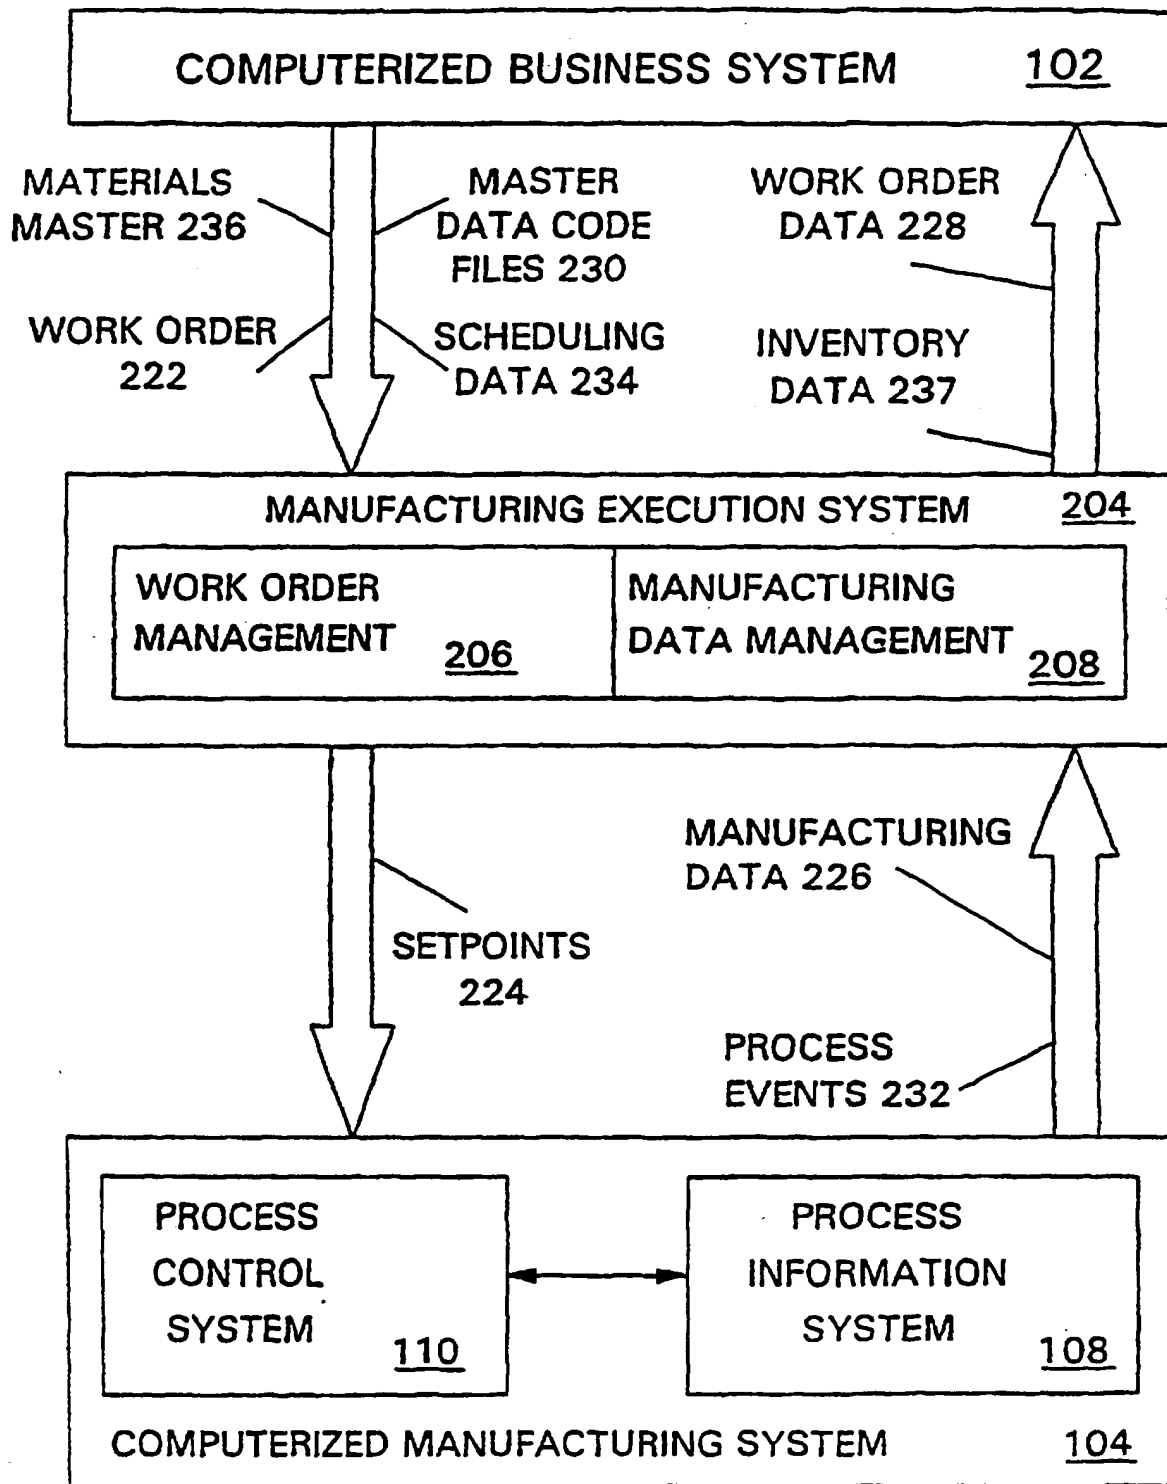 COMPUTERIZED BUSINESS SYSTEM 102
MATERIALS
MASTER 236
MASTER
DATA CODE
FILES 230
WORK ORDER
DATA 228
WORK ORDER
222
SCHEDULING
DATA 234
INVENTORY
DATA 237
MANUFACTURING EXECUTION SYSTEM 204
WORK ORDER
MANAGEMENT 206
MANUFACTURING
DATA MANAGEMENT 208
MANUFACTURING
DATA 226
SETPOINTS
224
PROCESS
EVENTS 232
PROCESS
CONTROL
SYSTEM
110
PROCESS
INFORMATION
SYSTEM
108
COMPUTERIZED MANUFACTURING SYSTEM 104